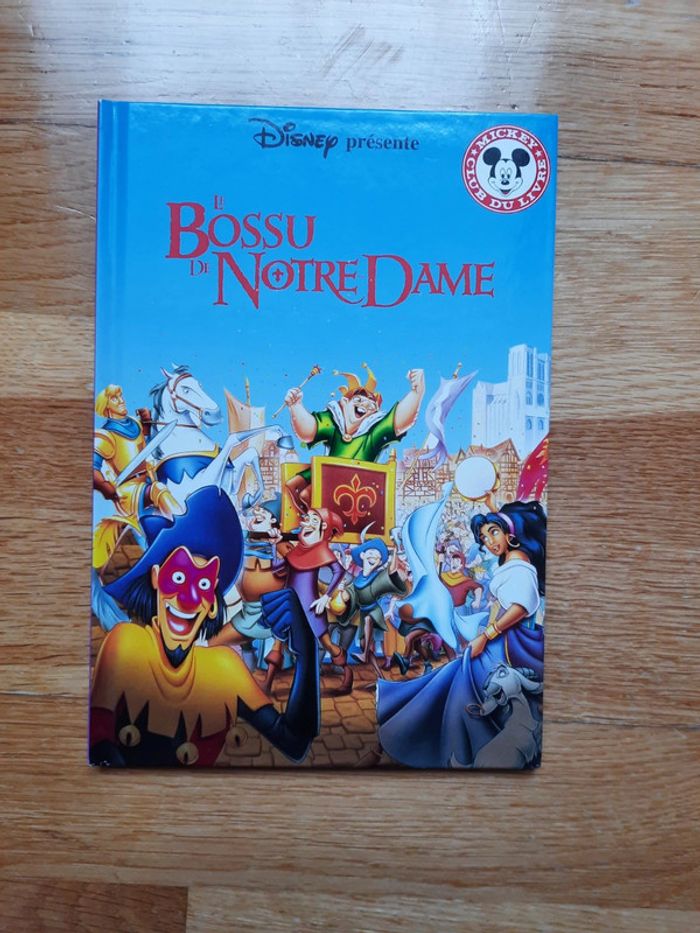 Disney présente
MICKEY
CLUB DU LIVRE
LE
BOSSU
DE NOTRE DAME